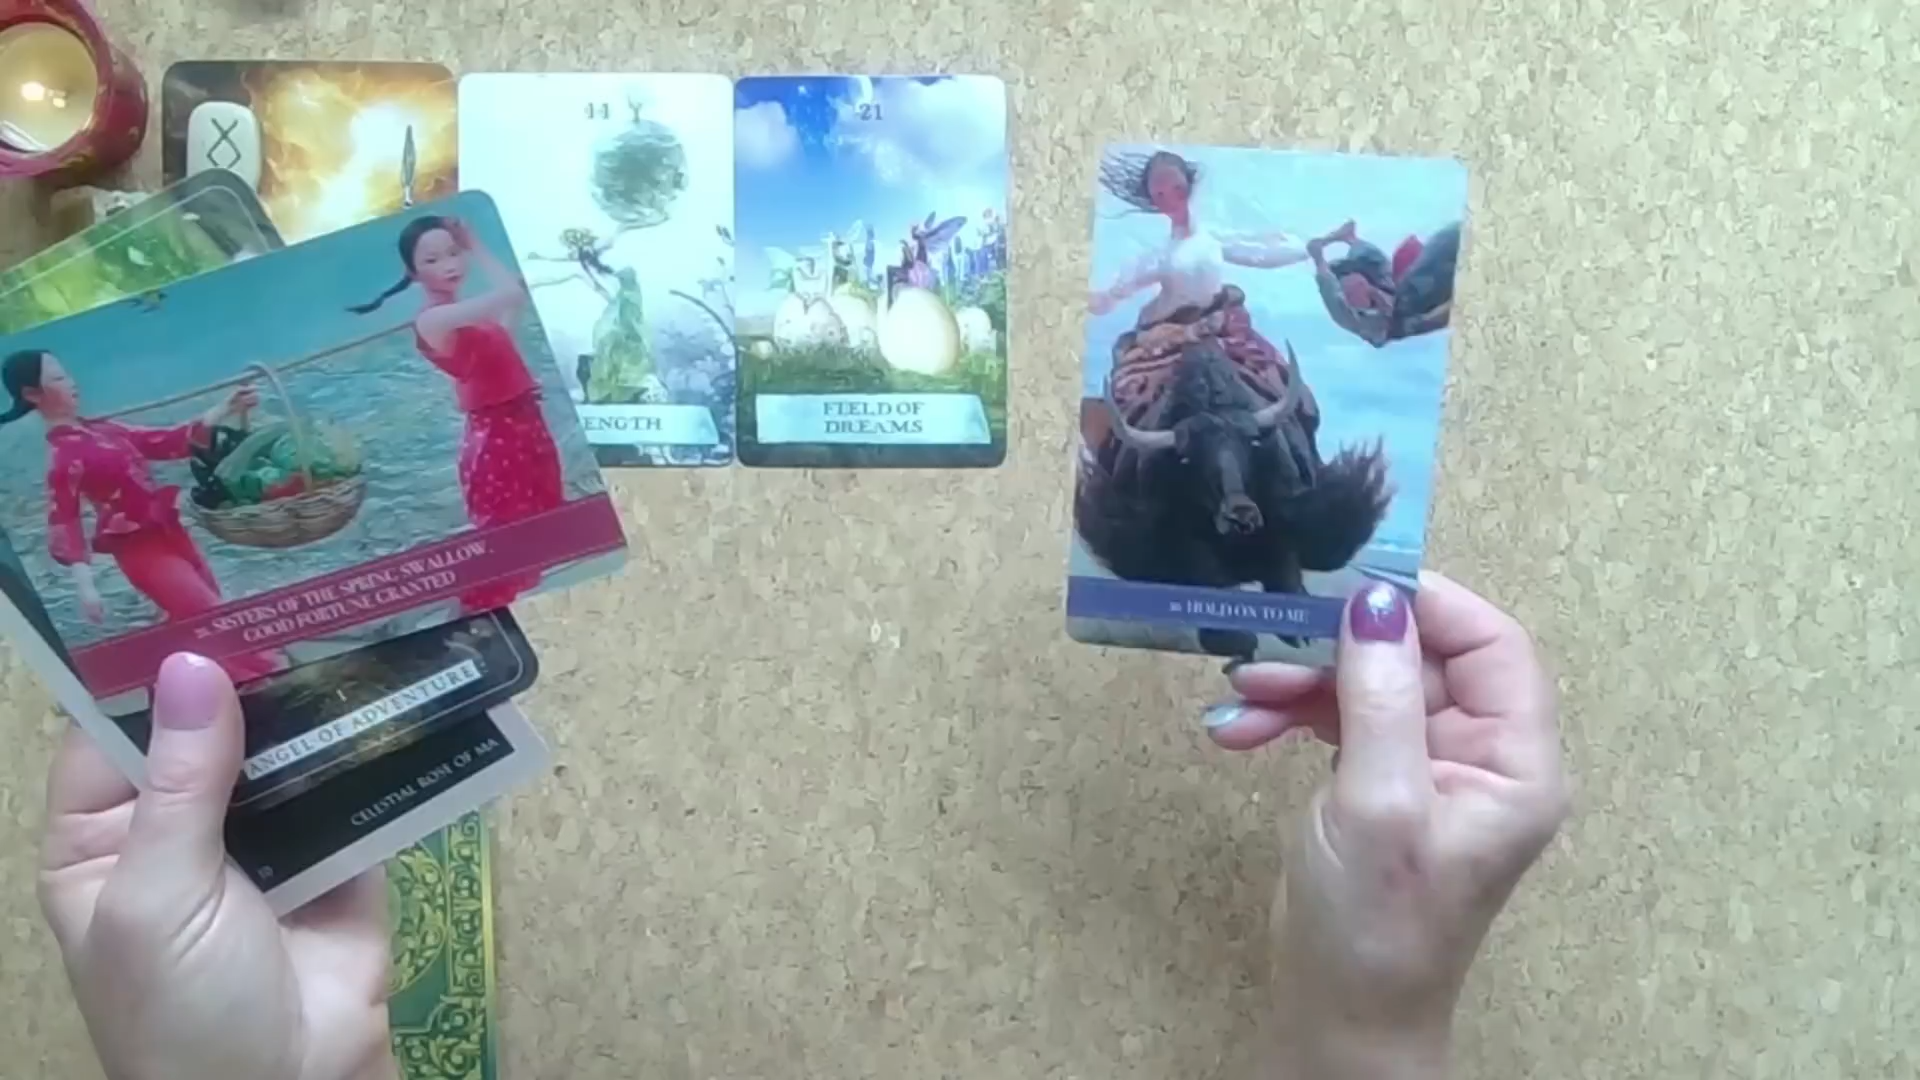 44
21
ENGTH
FIELD OF
DREAMS
SISTERS OF THE SPRING SWALLOW.
GOOD FORTUNE GRANTED
HOLD ON TO ME
I
ANGEL OF ADVENTURE
CELESTIAL ROSE OF MA